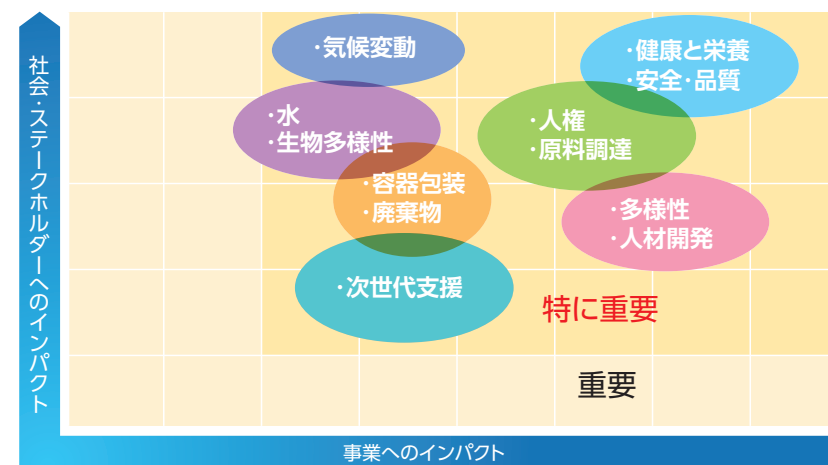 社会・ステークホルダーへのインパクト
・気候変動
・健康と栄養
・安全・品質
・水
・生物多様性
・人権
・原料調達
・容器包装
・廃棄物
・多様性
・人材開発
・次世代支援
特に重要
重要
事業へのインパクト